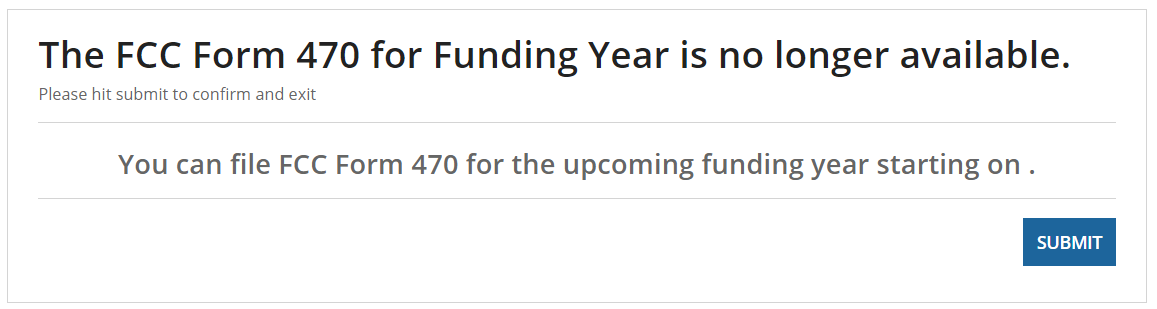 The FCC Form 470 for Funding Year is no longer available.
Please hit submit to confirm and exit
You can file FCC Form 470 for the upcoming funding year starting on .
SUBMIT